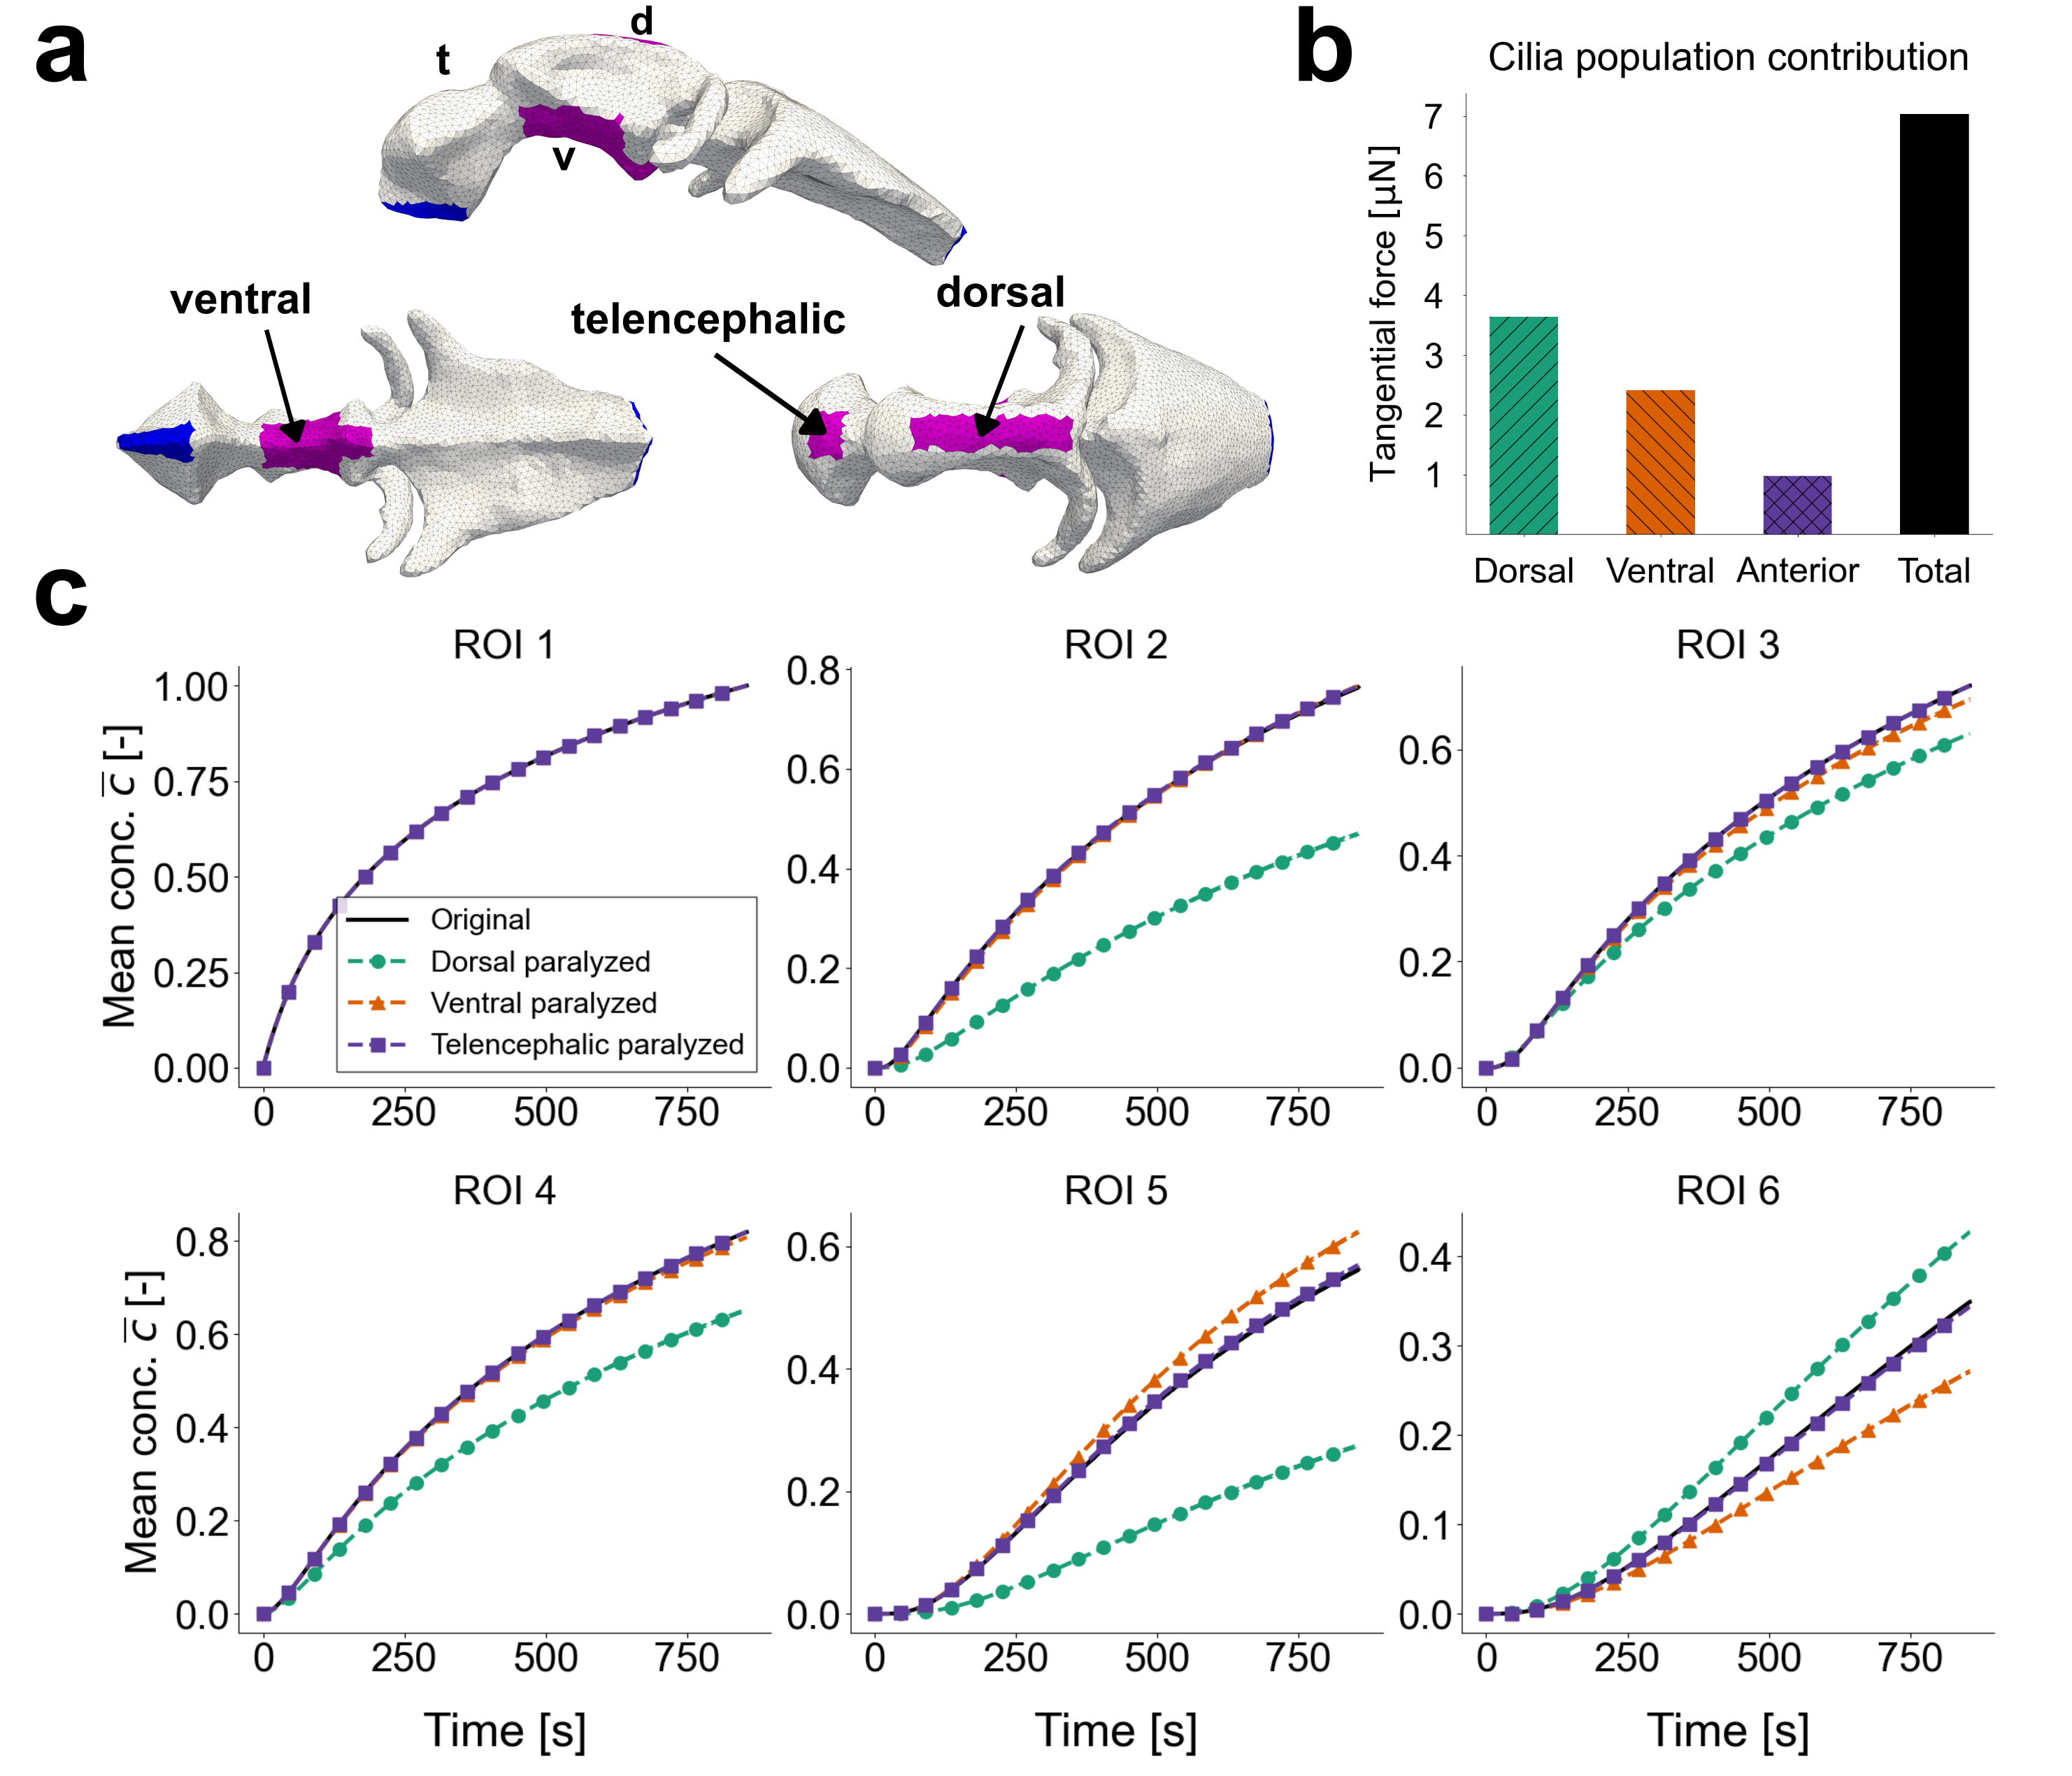 a
d
t
v
ventral
telencephalic
dorsal
b
Cilia population contribution
Tangential force [µN]
7
6
5
4
3
2
1
Dorsal Ventral Anterior Total
c
ROI 1
Mean conc. c̅ [-]
1.00
0.75
0.50
0.25
0.00
Original
Dorsal paralyzed
Ventral paralyzed
Telencephalic paralyzed
0 250 500 750
ROI 2
0.8
0.6
0.4
0.2
0.0
0 250 500 750
ROI 3
0.6
0.4
0.2
0.0
0 250 500 750
ROI 4
Mean conc. c̅ [-]
0.8
0.6
0.4
0.2
0.0
0 250 500 750
Time [s]
ROI 5
0.6
0.4
0.2
0.0
0 250 500 750
Time [s]
ROI 6
0.4
0.3
0.2
0.1
0.0
0 250 500 750
Time [s]